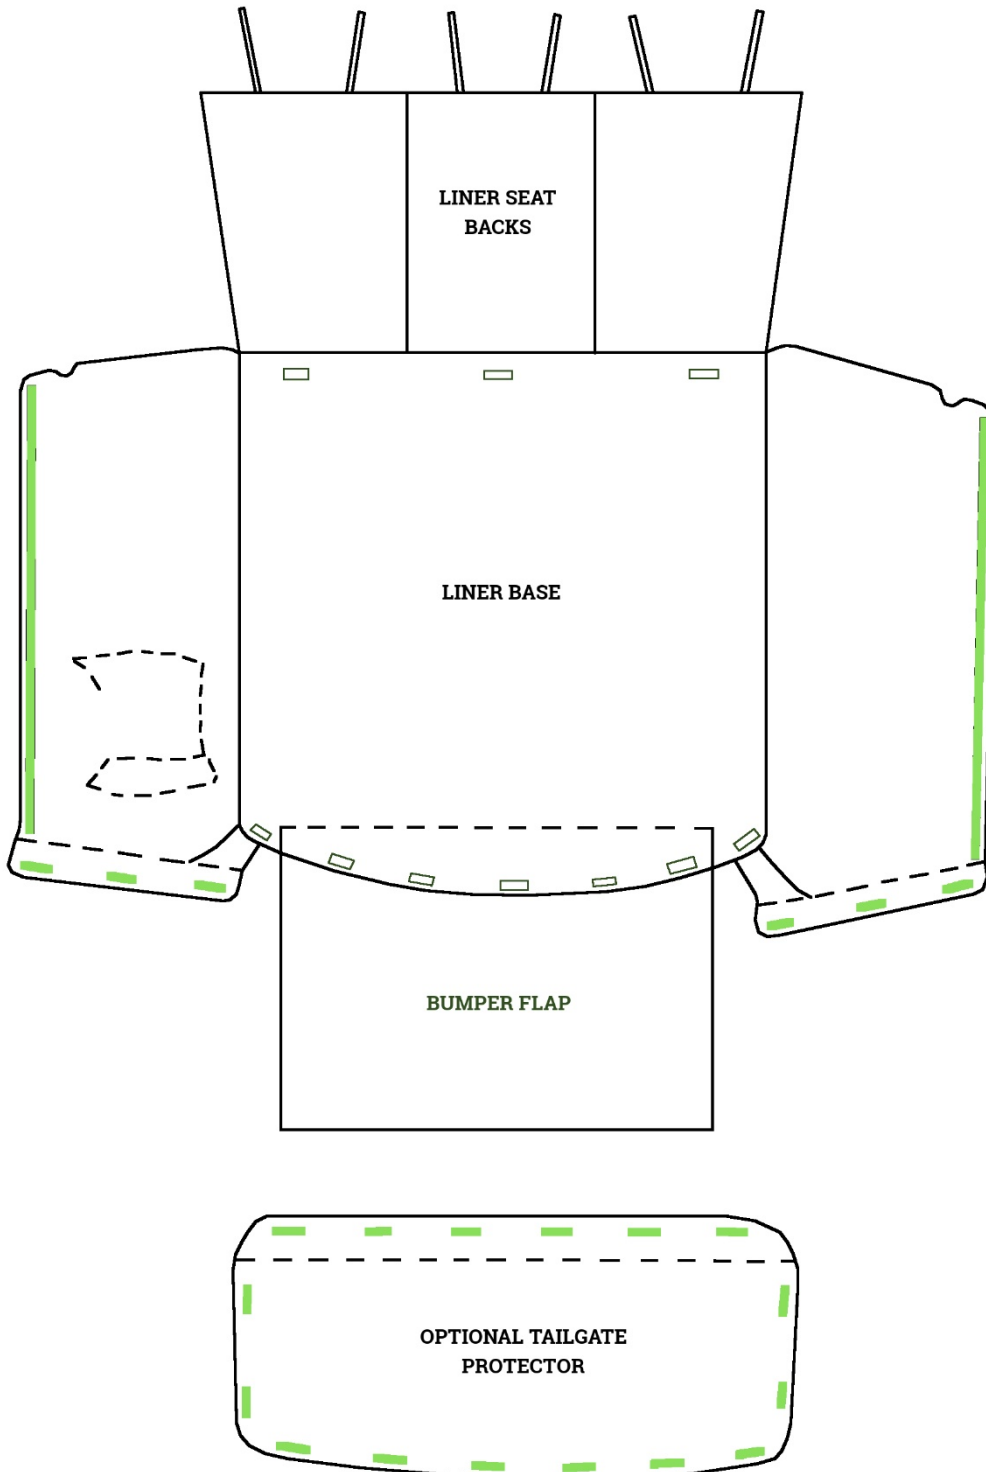 LINER SEAT
BACKS
LINER BASE
BUMPER FLAP
OPTIONAL TAILGATE
PROTECTOR